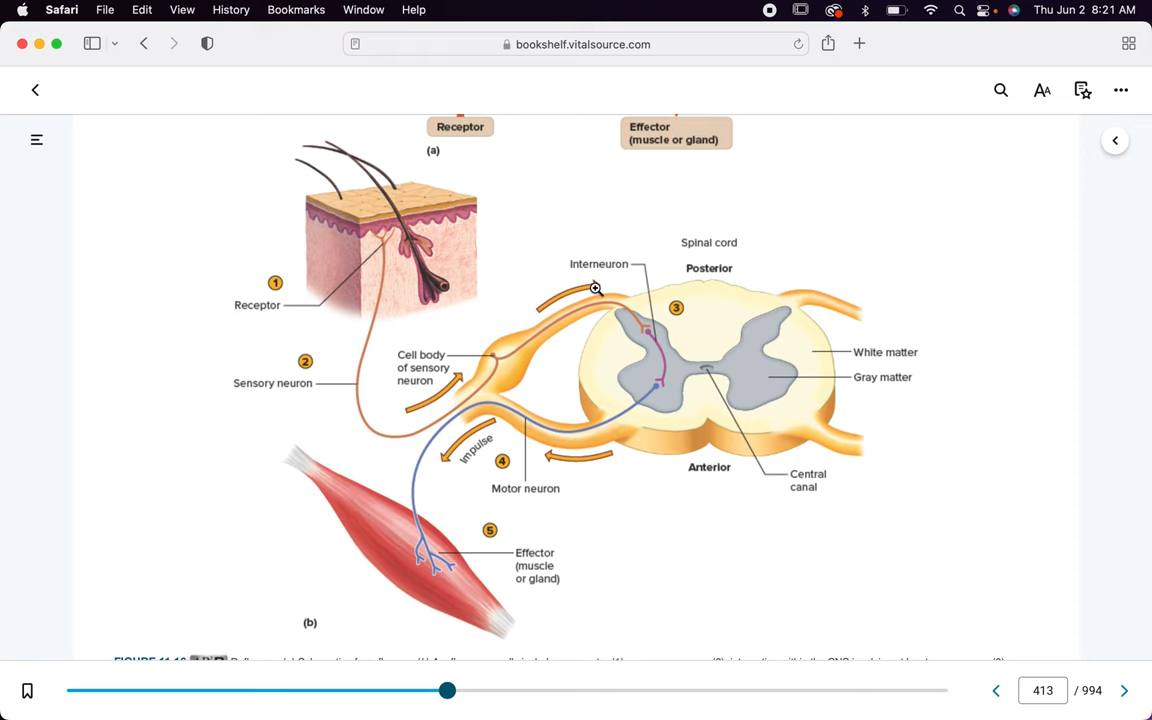 Safari File Edit View History Bookmarks Window Help Thu Jun 2 8:21 AM
bookshelf.vitalsource.com
AA
Receptor
Effector
(muscle or gland)
(a)
Spinal cord
Interneuron
Posterior
1
3
Receptor
2
Cell body
of sensory
neuron
White matter
Sensory neuron
Gray matter
Impulse
4
Anterior
Central
canal
Motor neuron
5
Effector
(muscle
or gland)
(b)
413 / 994